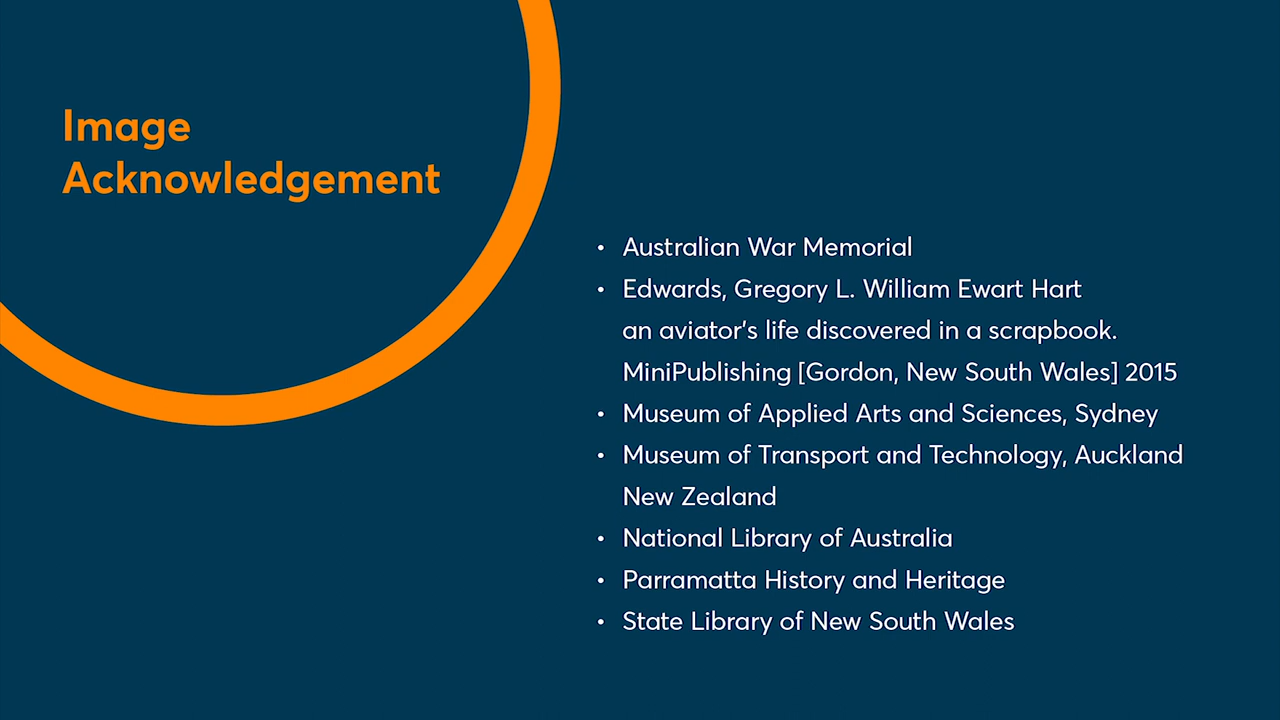 Image
Acknowledgement
• Australian War Memorial
• Edwards, Gregory L. William Ewart Hart
an aviator's life discovered in a scrapbook.
MiniPublishing [Gordon, New South Wales] 2015
• Museum of Applied Arts and Sciences, Sydney
• Museum of Transport and Technology, Auckland
New Zealand
• National Library of Australia
• Parramatta History and Heritage
• State Library of New South Wales